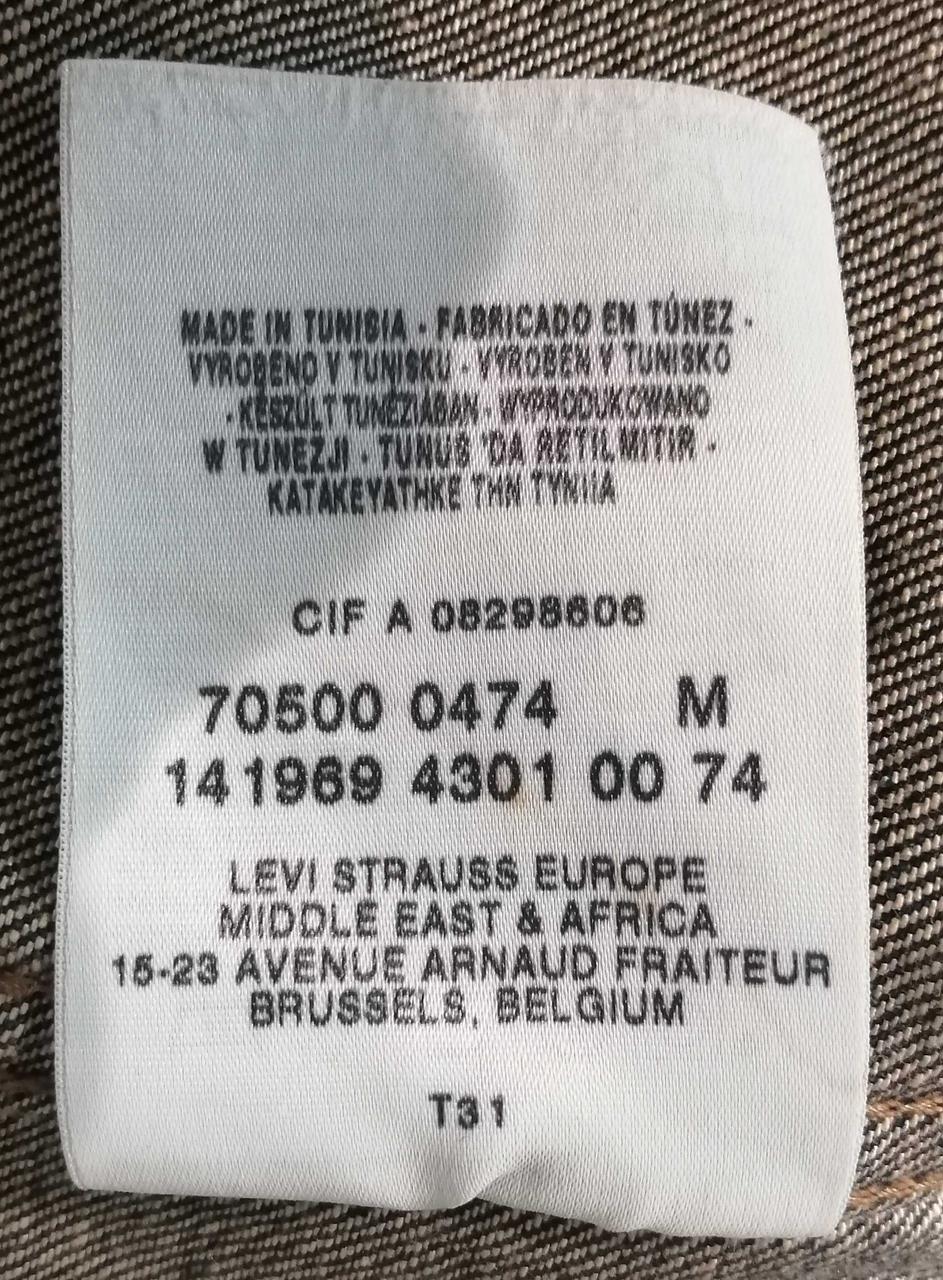 MADE IN TUNISIA · FABRICADO EN TÚNEZ ·
VYROBENO V TUNISKU · VYROBEN V TUNISKO
· KÉSZÜLT TUNÉZIÁBAN · WYPRODUKOWANO
W TUNEZJI · TUNUS 'DA RETILMITIR ·
KATAKEYATHKE THN TYNIIA
CIF A 08298606
70500 0474 M
141969 4301 00 74
LEVI STRAUSS EUROPE
MIDDLE EAST & AFRICA
15-23 AVENUE ARNAUD FRAITEUR
BRUSSELS, BELGIUM
T31